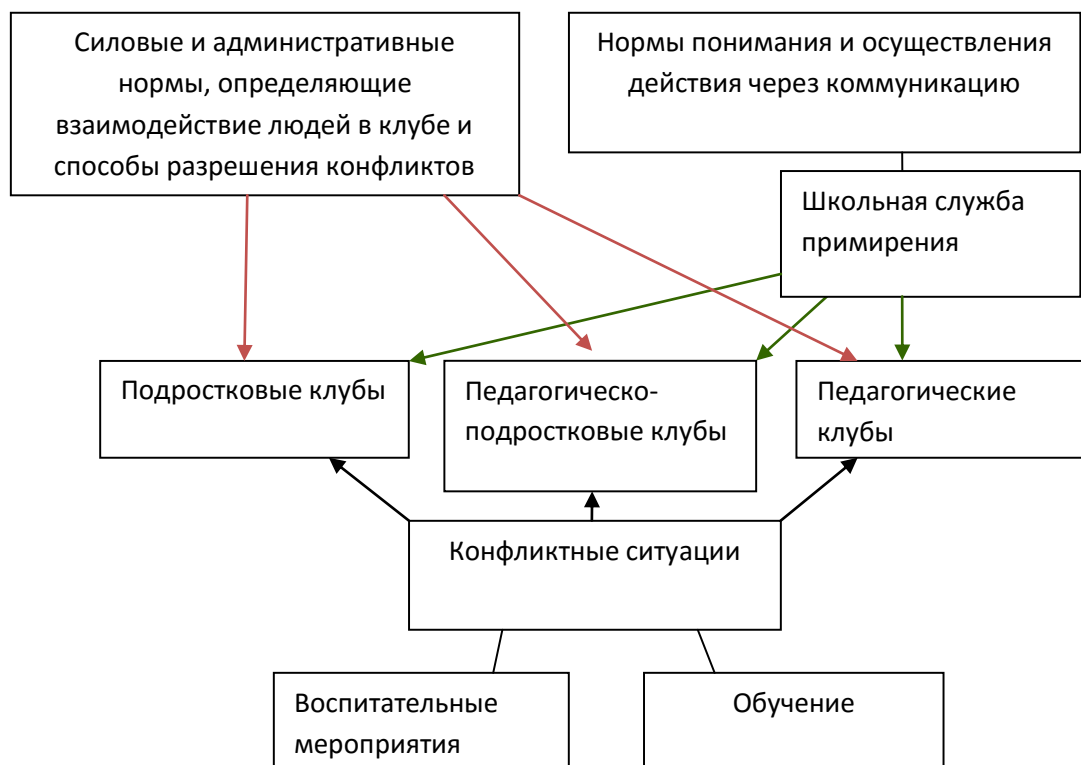 Силовые и административные
нормы, определяющие
взаимодействие людей в клубе и
способы разрешения конфликтов
Нормы понимания и осуществления
действия через коммуникацию
Школьная служба
примирения
Подростковые клубы
Педагогическо-
подростковые клубы
Педагогические
клубы
Конфликтные ситуации
Воспитательные
мероприятия
Обучение